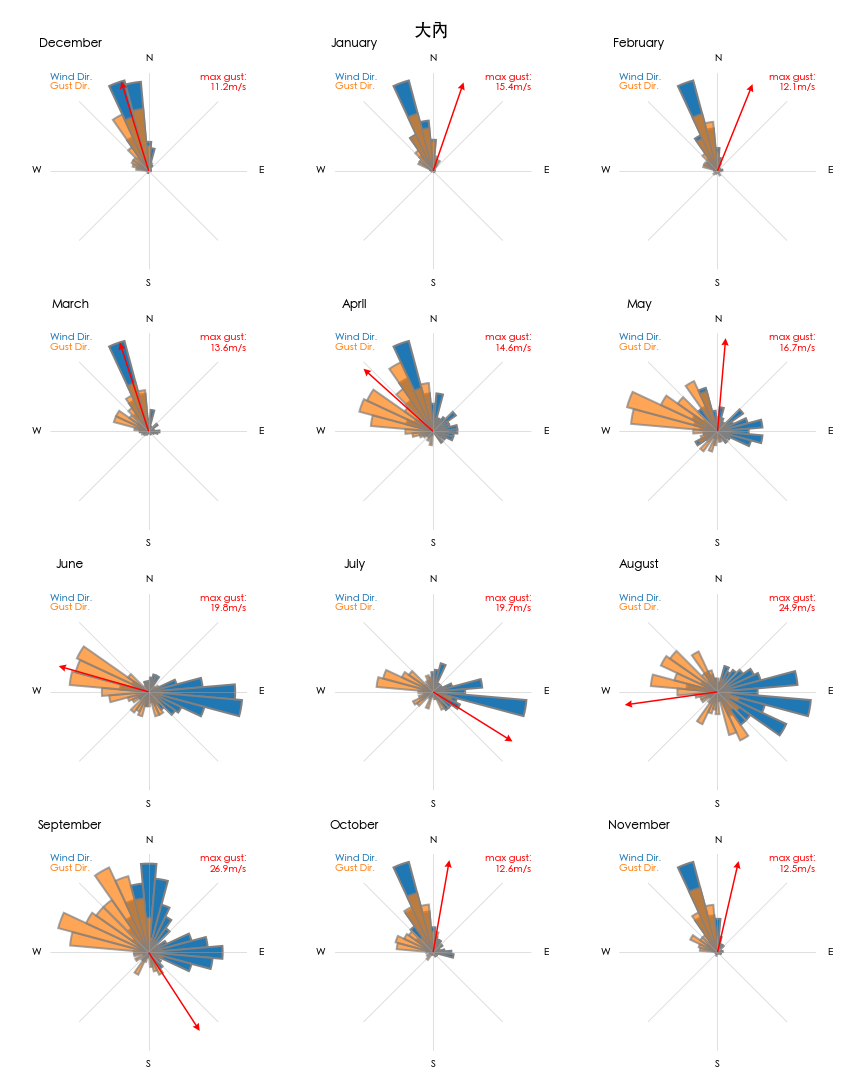 大內
December
January
February
N
N
N
Wind Dir.
Gust Dir.
max gust:
11.2m/s
Wind Dir.
Gust Dir.
max gust:
15.4m/s
Wind Dir.
Gust Dir.
max gust:
12.1m/s
W
E
W
E
W
E
S
S
S
March
April
May
N
N
N
Wind Dir.
Gust Dir.
max gust:
13.6m/s
Wind Dir.
Gust Dir.
max gust:
14.6m/s
Wind Dir.
Gust Dir.
max gust:
16.7m/s
W
E
W
E
W
E
S
S
S
June
July
August
N
N
N
Wind Dir.
Gust Dir.
max gust:
19.8m/s
Wind Dir.
Gust Dir.
max gust:
19.7m/s
Wind Dir.
Gust Dir.
max gust:
24.9m/s
W
E
W
E
W
E
S
S
S
September
October
November
N
N
N
Wind Dir.
Gust Dir.
max gust:
26.9m/s
Wind Dir.
Gust Dir.
max gust:
12.6m/s
Wind Dir.
Gust Dir.
max gust:
12.5m/s
W
E
W
E
W
E
S
S
S